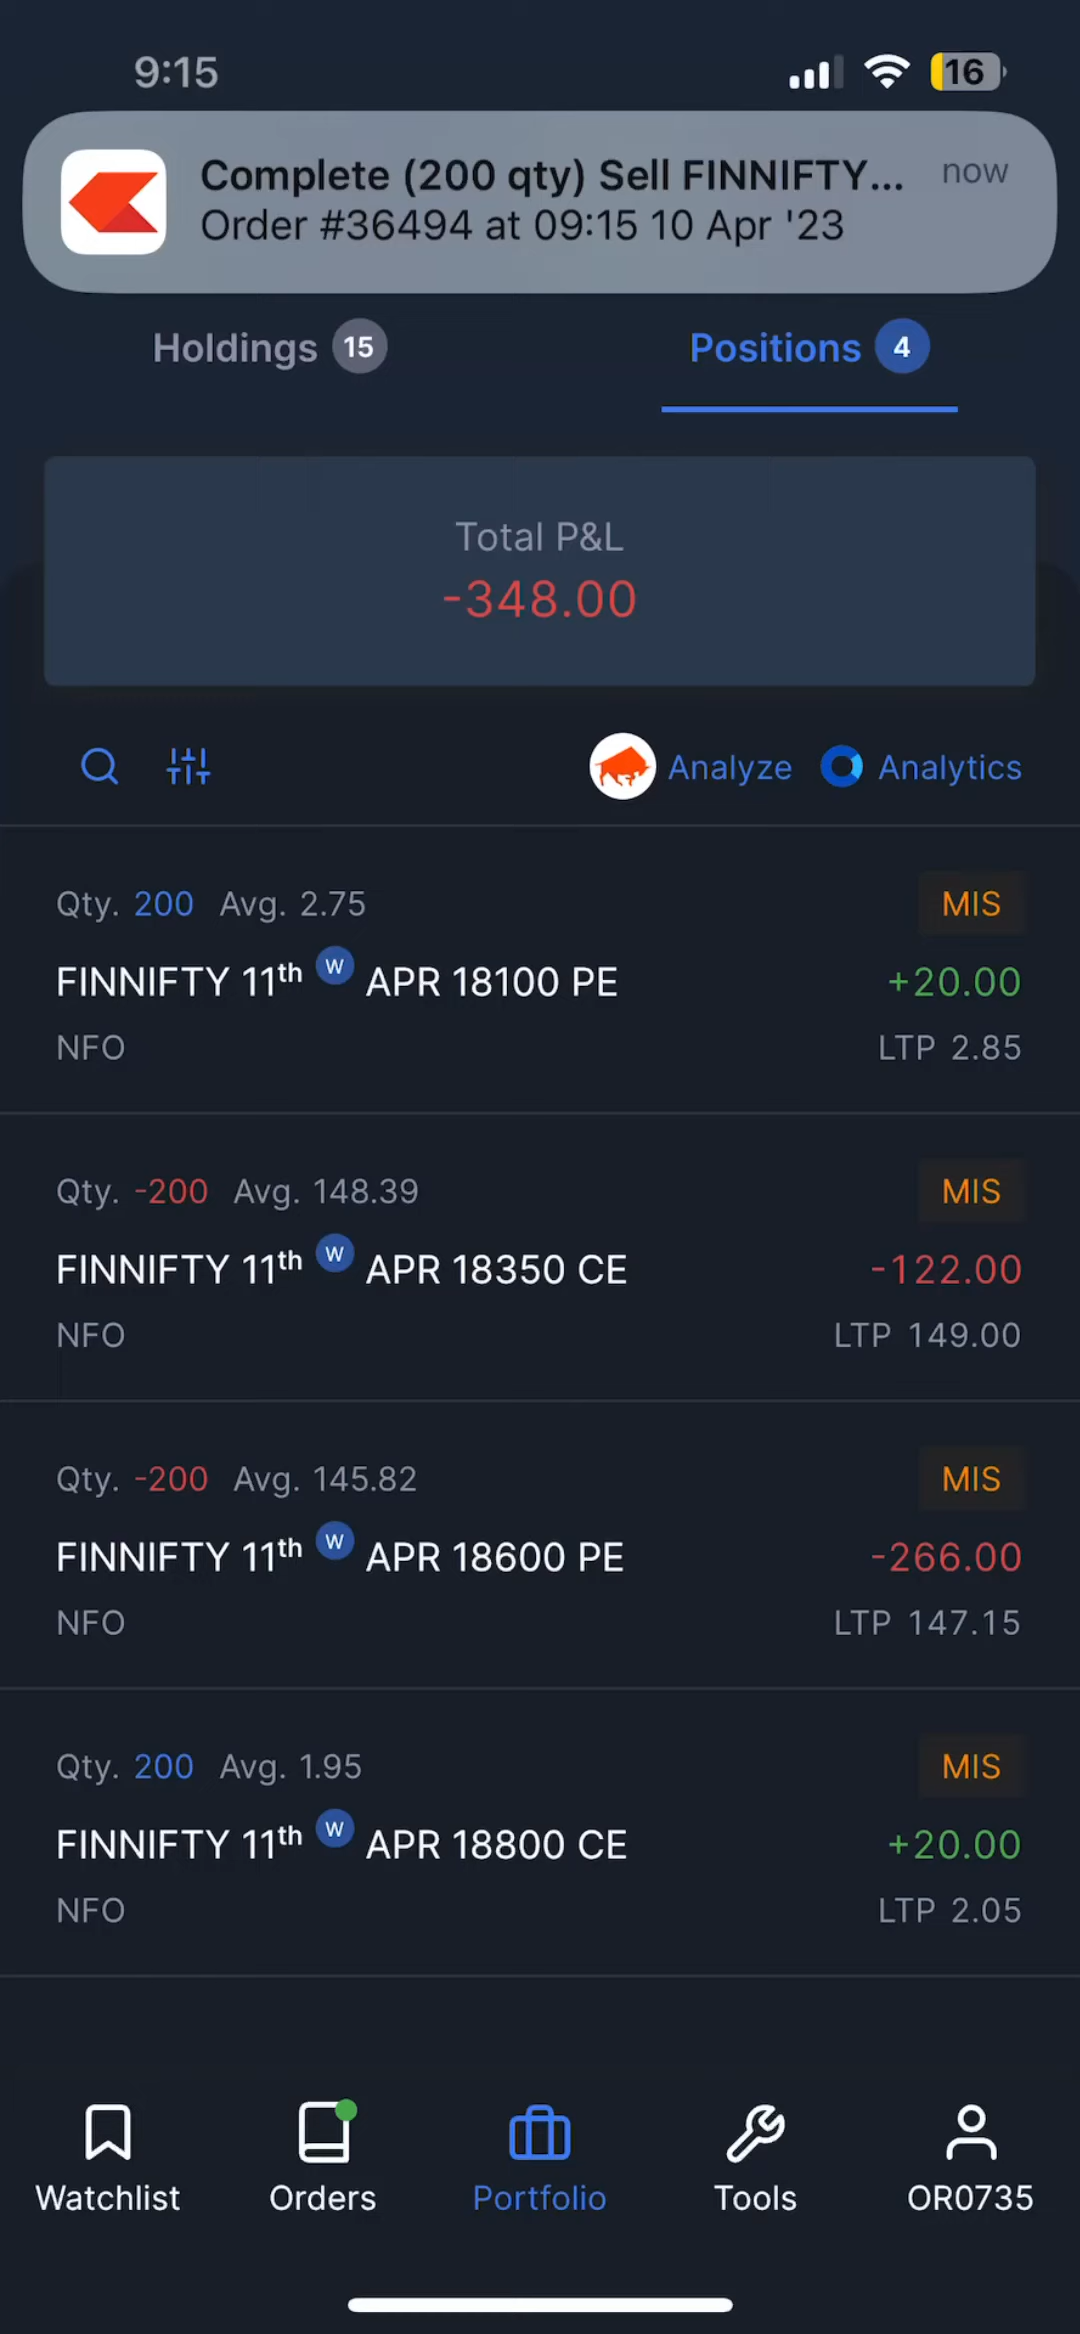 9:15
16
Complete (200 qty) Sell FINNIFTY... now
Order #36494 at 09:15 10 Apr '23
Holdings 15 Positions 4
Total P&L
-348.00
Analyze Analytics
Qty. 200 Avg. 2.75 MIS
FINNIFTY 11th W APR 18100 PE +20.00
NFO LTP 2.85
Qty. -200 Avg. 148.39 MIS
FINNIFTY 11th W APR 18350 CE -122.00
NFO LTP 149.00
Qty. -200 Avg. 145.82 MIS
FINNIFTY 11th W APR 18600 PE -266.00
NFO LTP 147.15
Qty. 200 Avg. 1.95 MIS
FINNIFTY 11th W APR 18800 CE +20.00
NFO LTP 2.05
Watchlist Orders Portfolio Tools OR0735